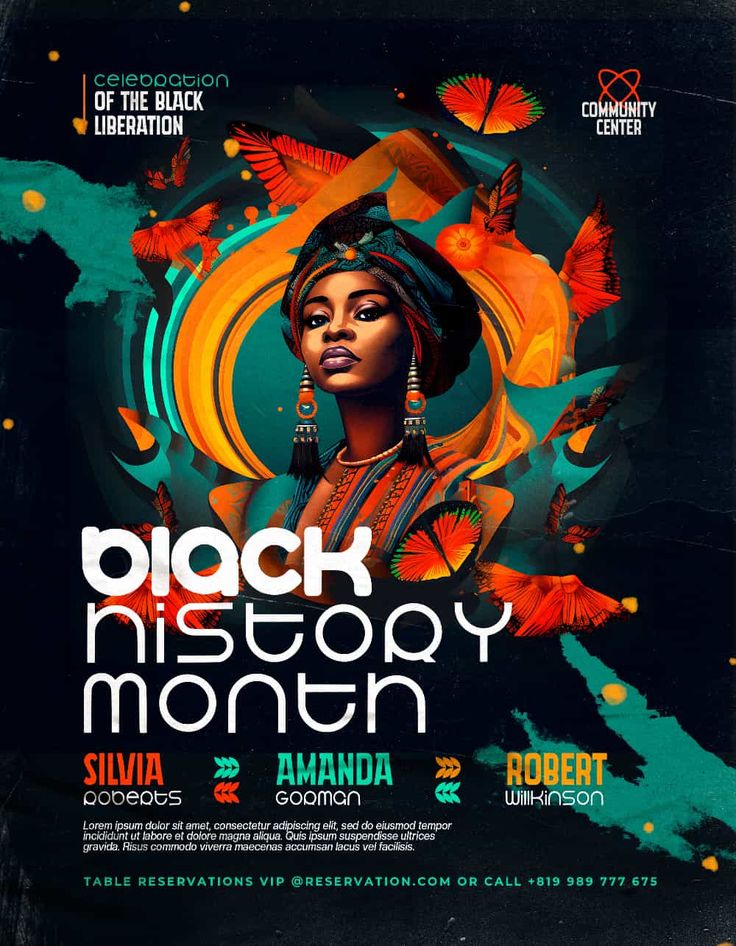 celebration
OF THE BLACK
LIBERATION
COMMUNITY
CENTER
black
history
month
SILVIA
Roberts
AMANDA
Gorman
ROBERT
Willkinson
Lorem ipsum dolor sit amet, consectetur adipiscing elit, sed do eiusmod tempor
incididunt ut labore et dolore magna aliqua. Quis ipsum suspendisse ultrices
gravida. Risus commodo viverra maecenas accumsan lacus vel facilisis.
TABLE RESERVATIONS VIP @RESERVATION.COM OR CALL +819 989 777 675